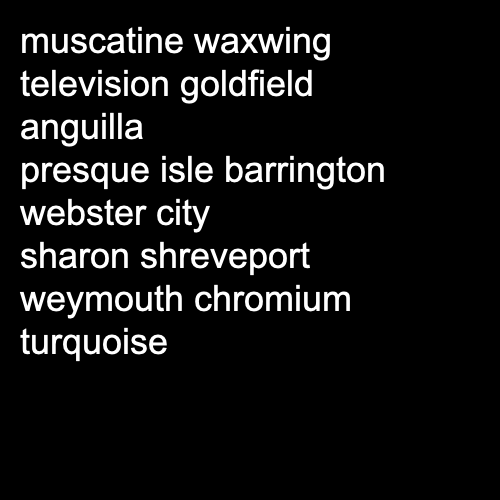 muscatine waxwing
television goldfield
anguilla
presque isle barrington
webster city
sharon shreveport
weymouth chromium
turquoise